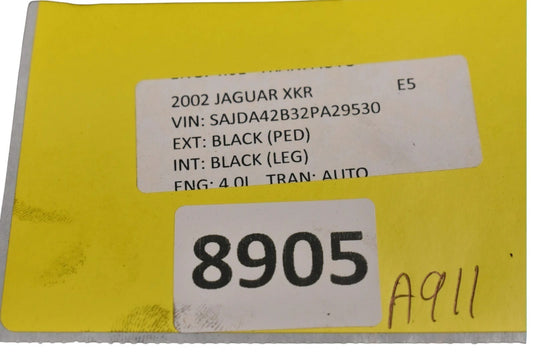 2002 JAGUAR XKR E5
VIN: SAJDA42B32PA29530
EXT: BLACK (PED)
INT: BLACK (LEG)
ENG: 4.0L TRAN: AUTO
8905
A911